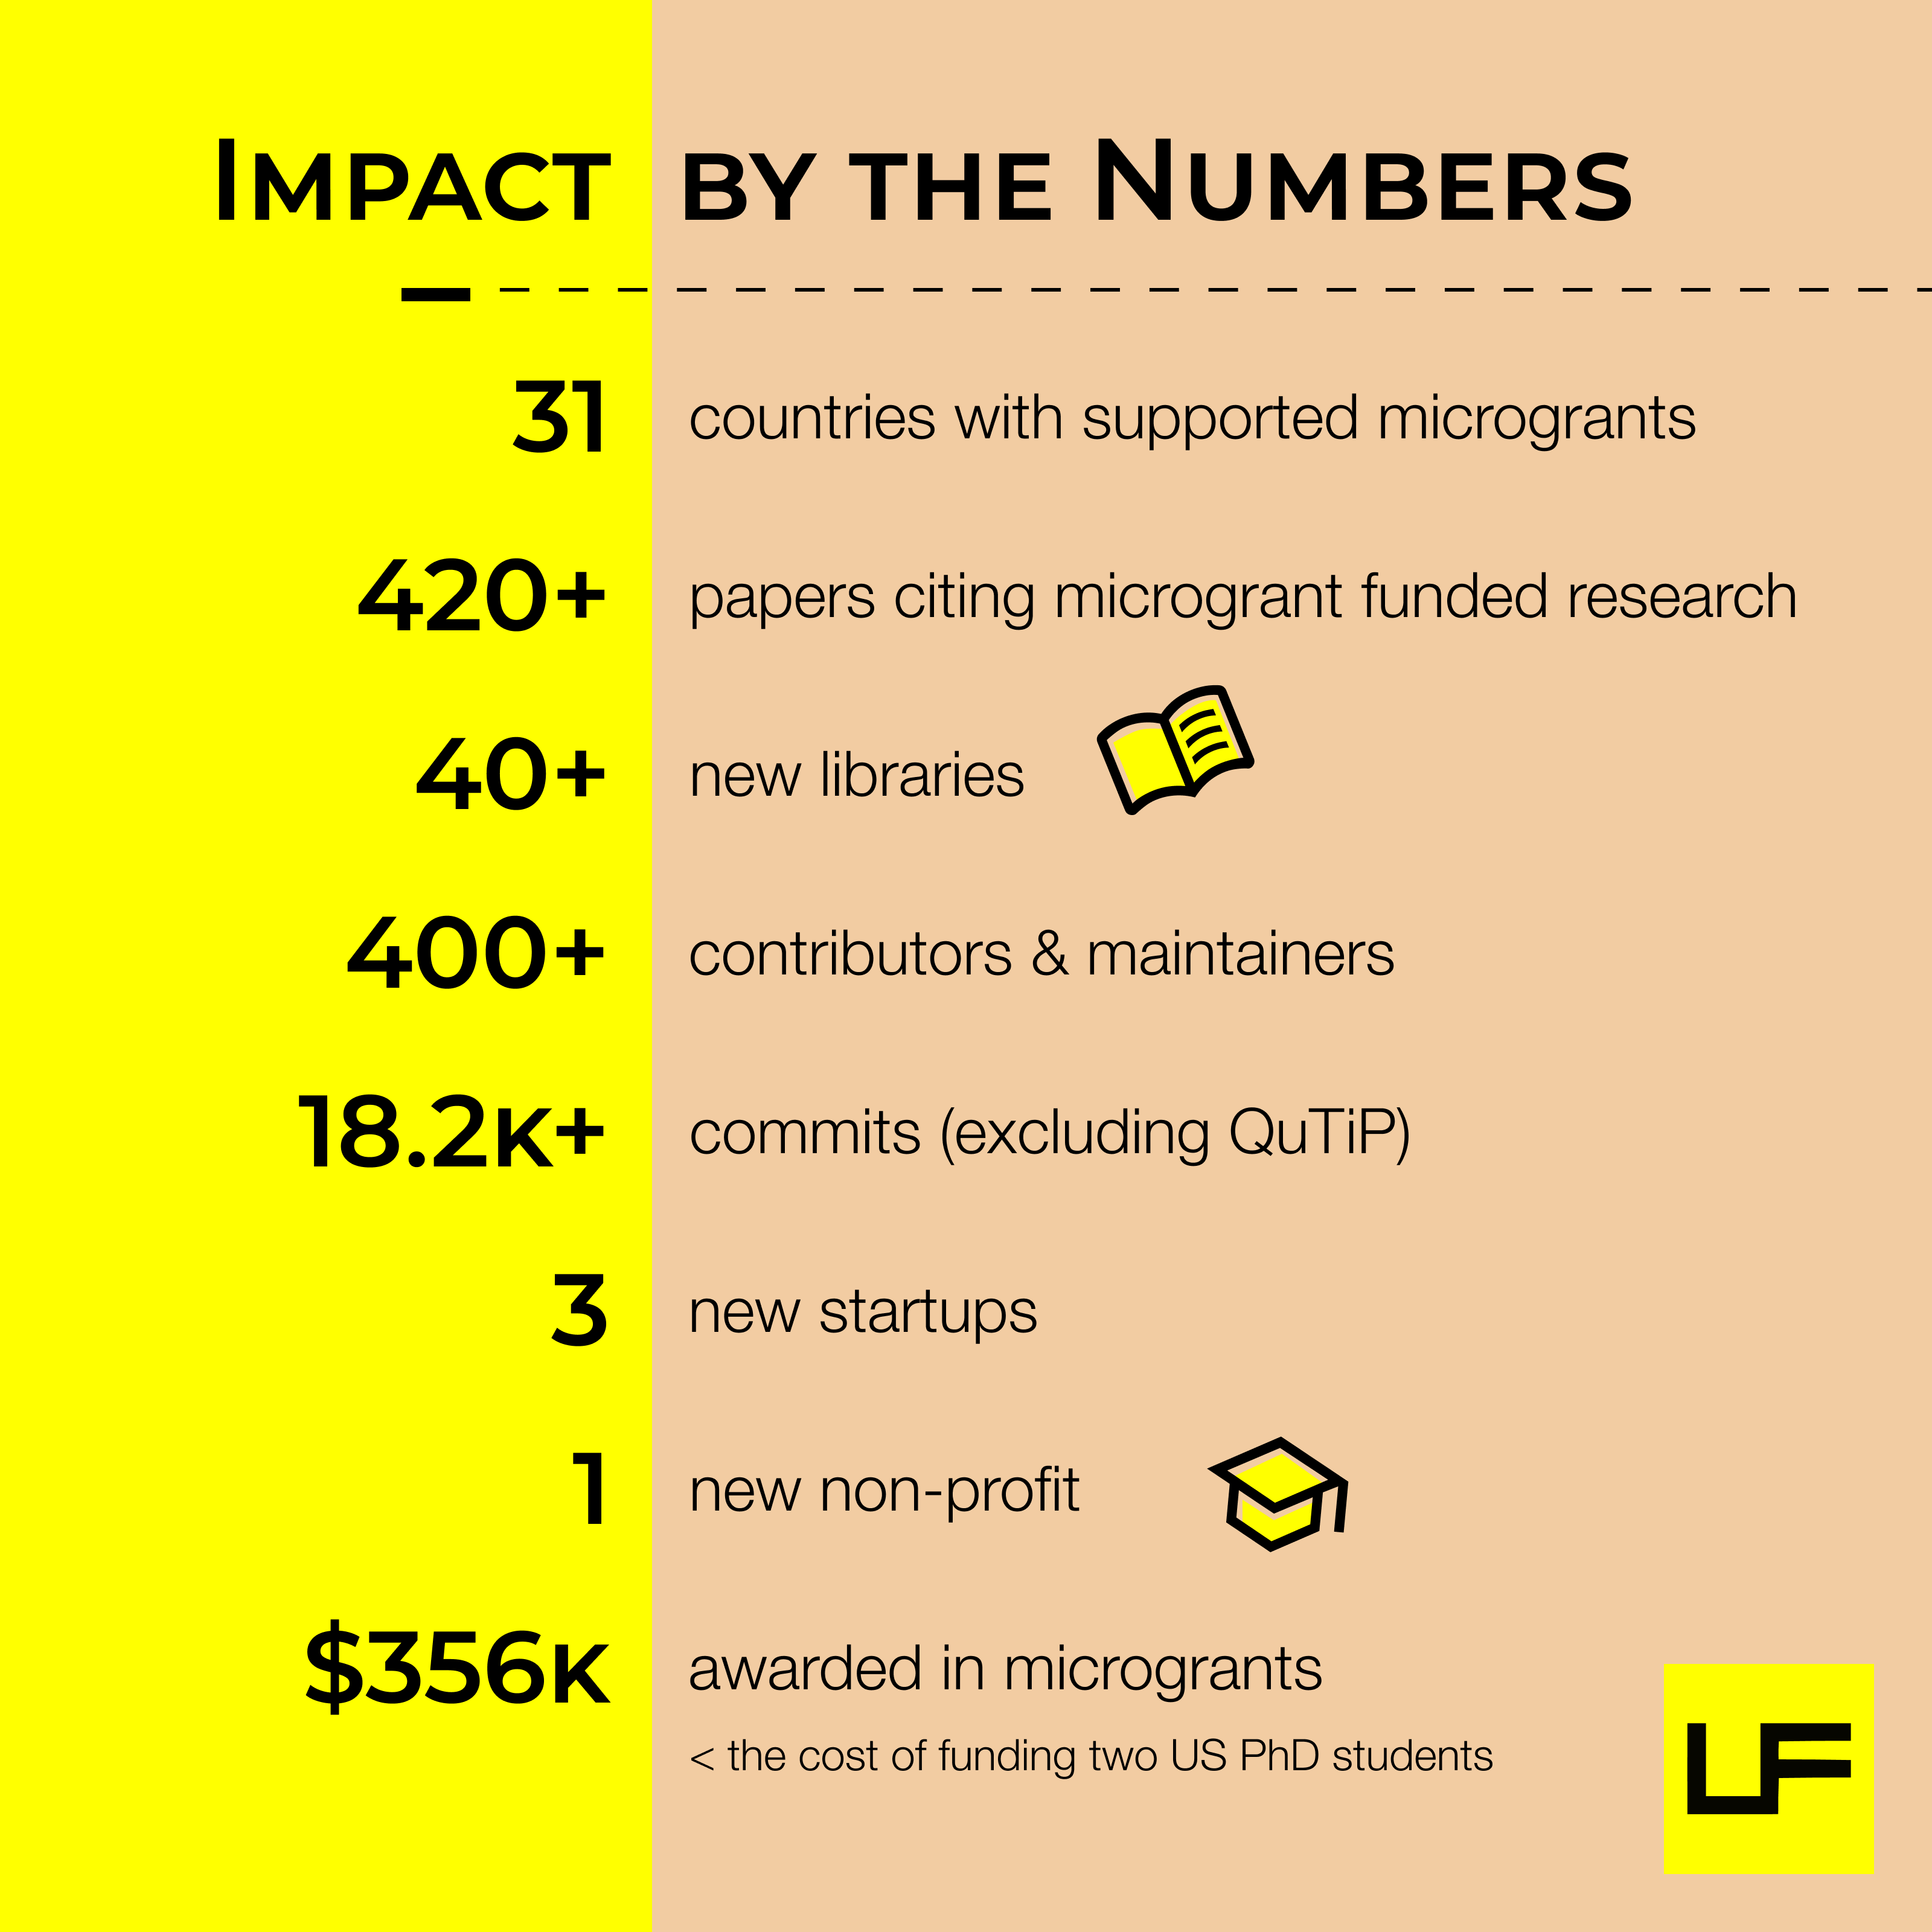 Impact by the Numbers
31 countries with supported microgrants
420+ papers citing microgrant funded research
40+ new libraries
400+ contributors & maintainers
18.2K+ commits (excluding QuTiP)
3 new startups
1 new non-profit
$356K awarded in microgrants
< the cost of funding two US PhD students
UF